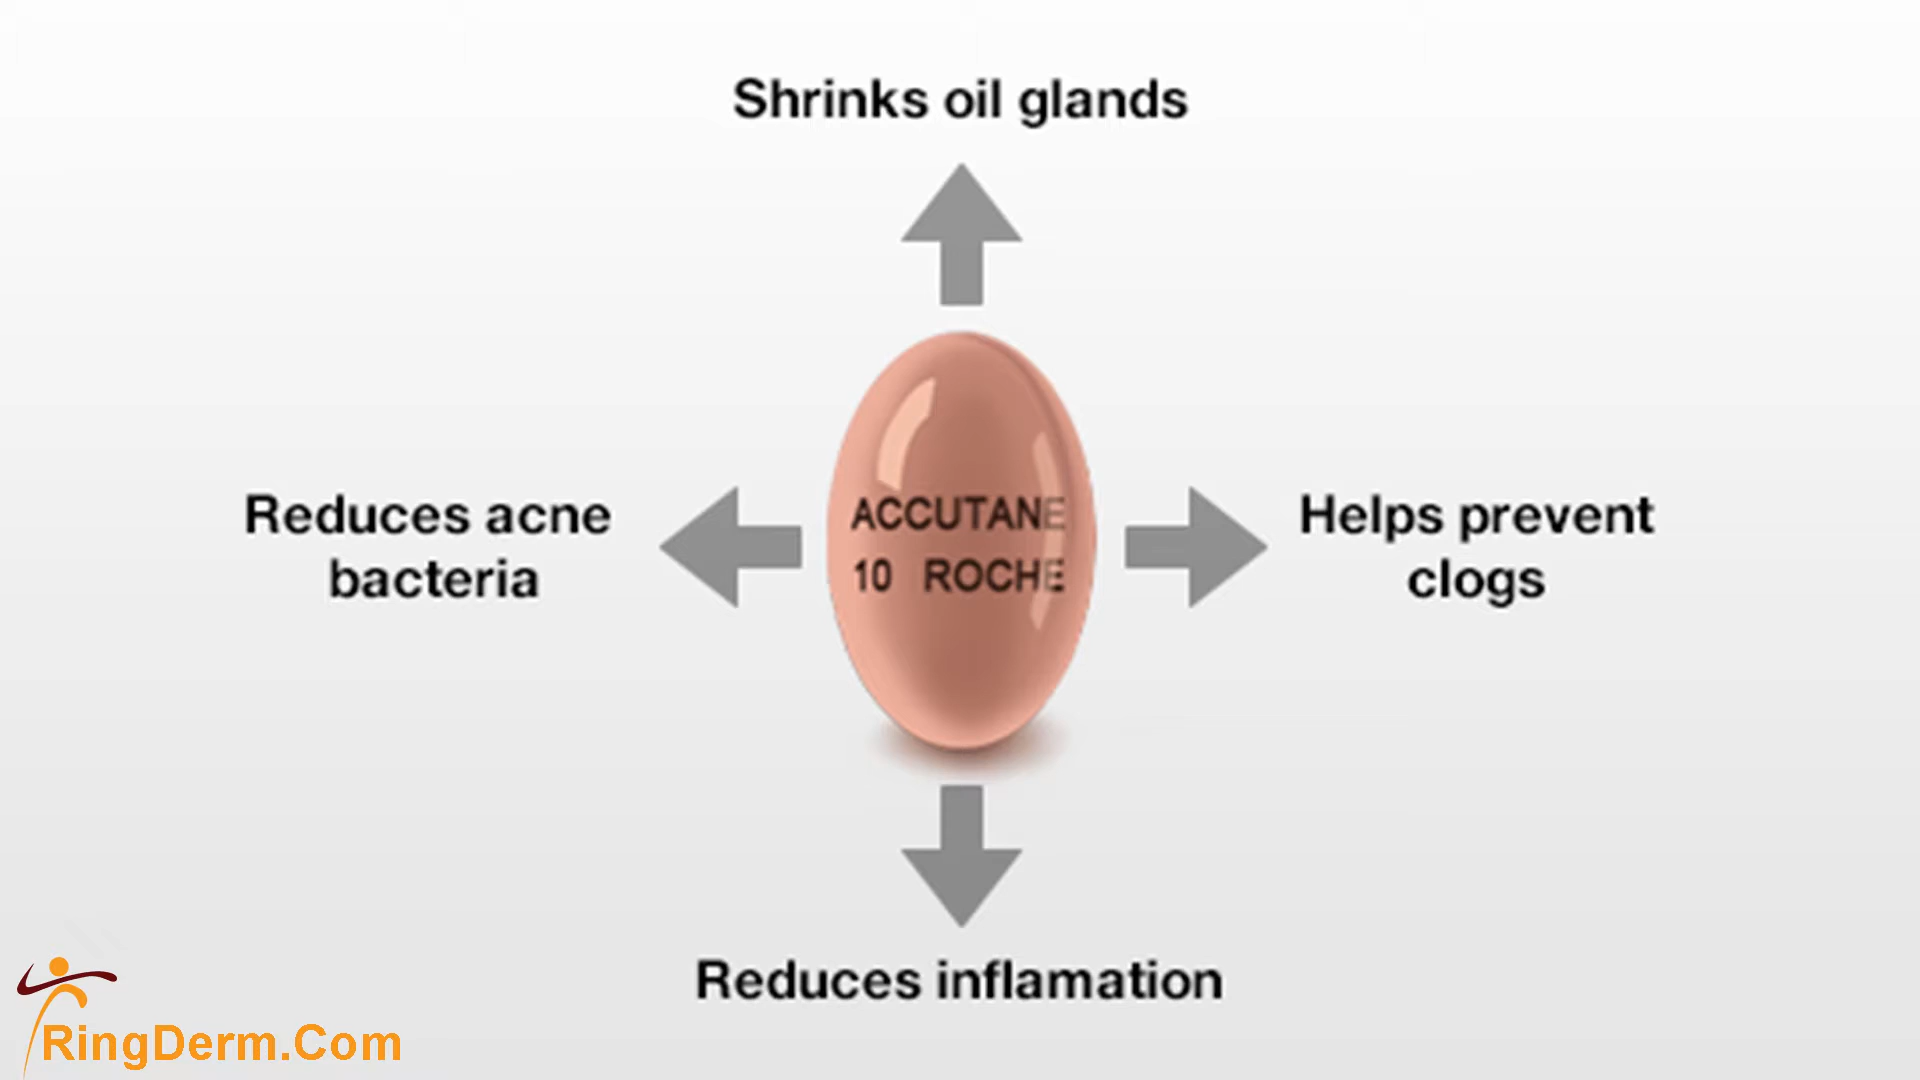 Shrinks oil glands
Reduces acne
bacteria
ACCUTANE
10 ROCHE
Helps prevent
clogs
Reduces inflamation
RingDerm.Com